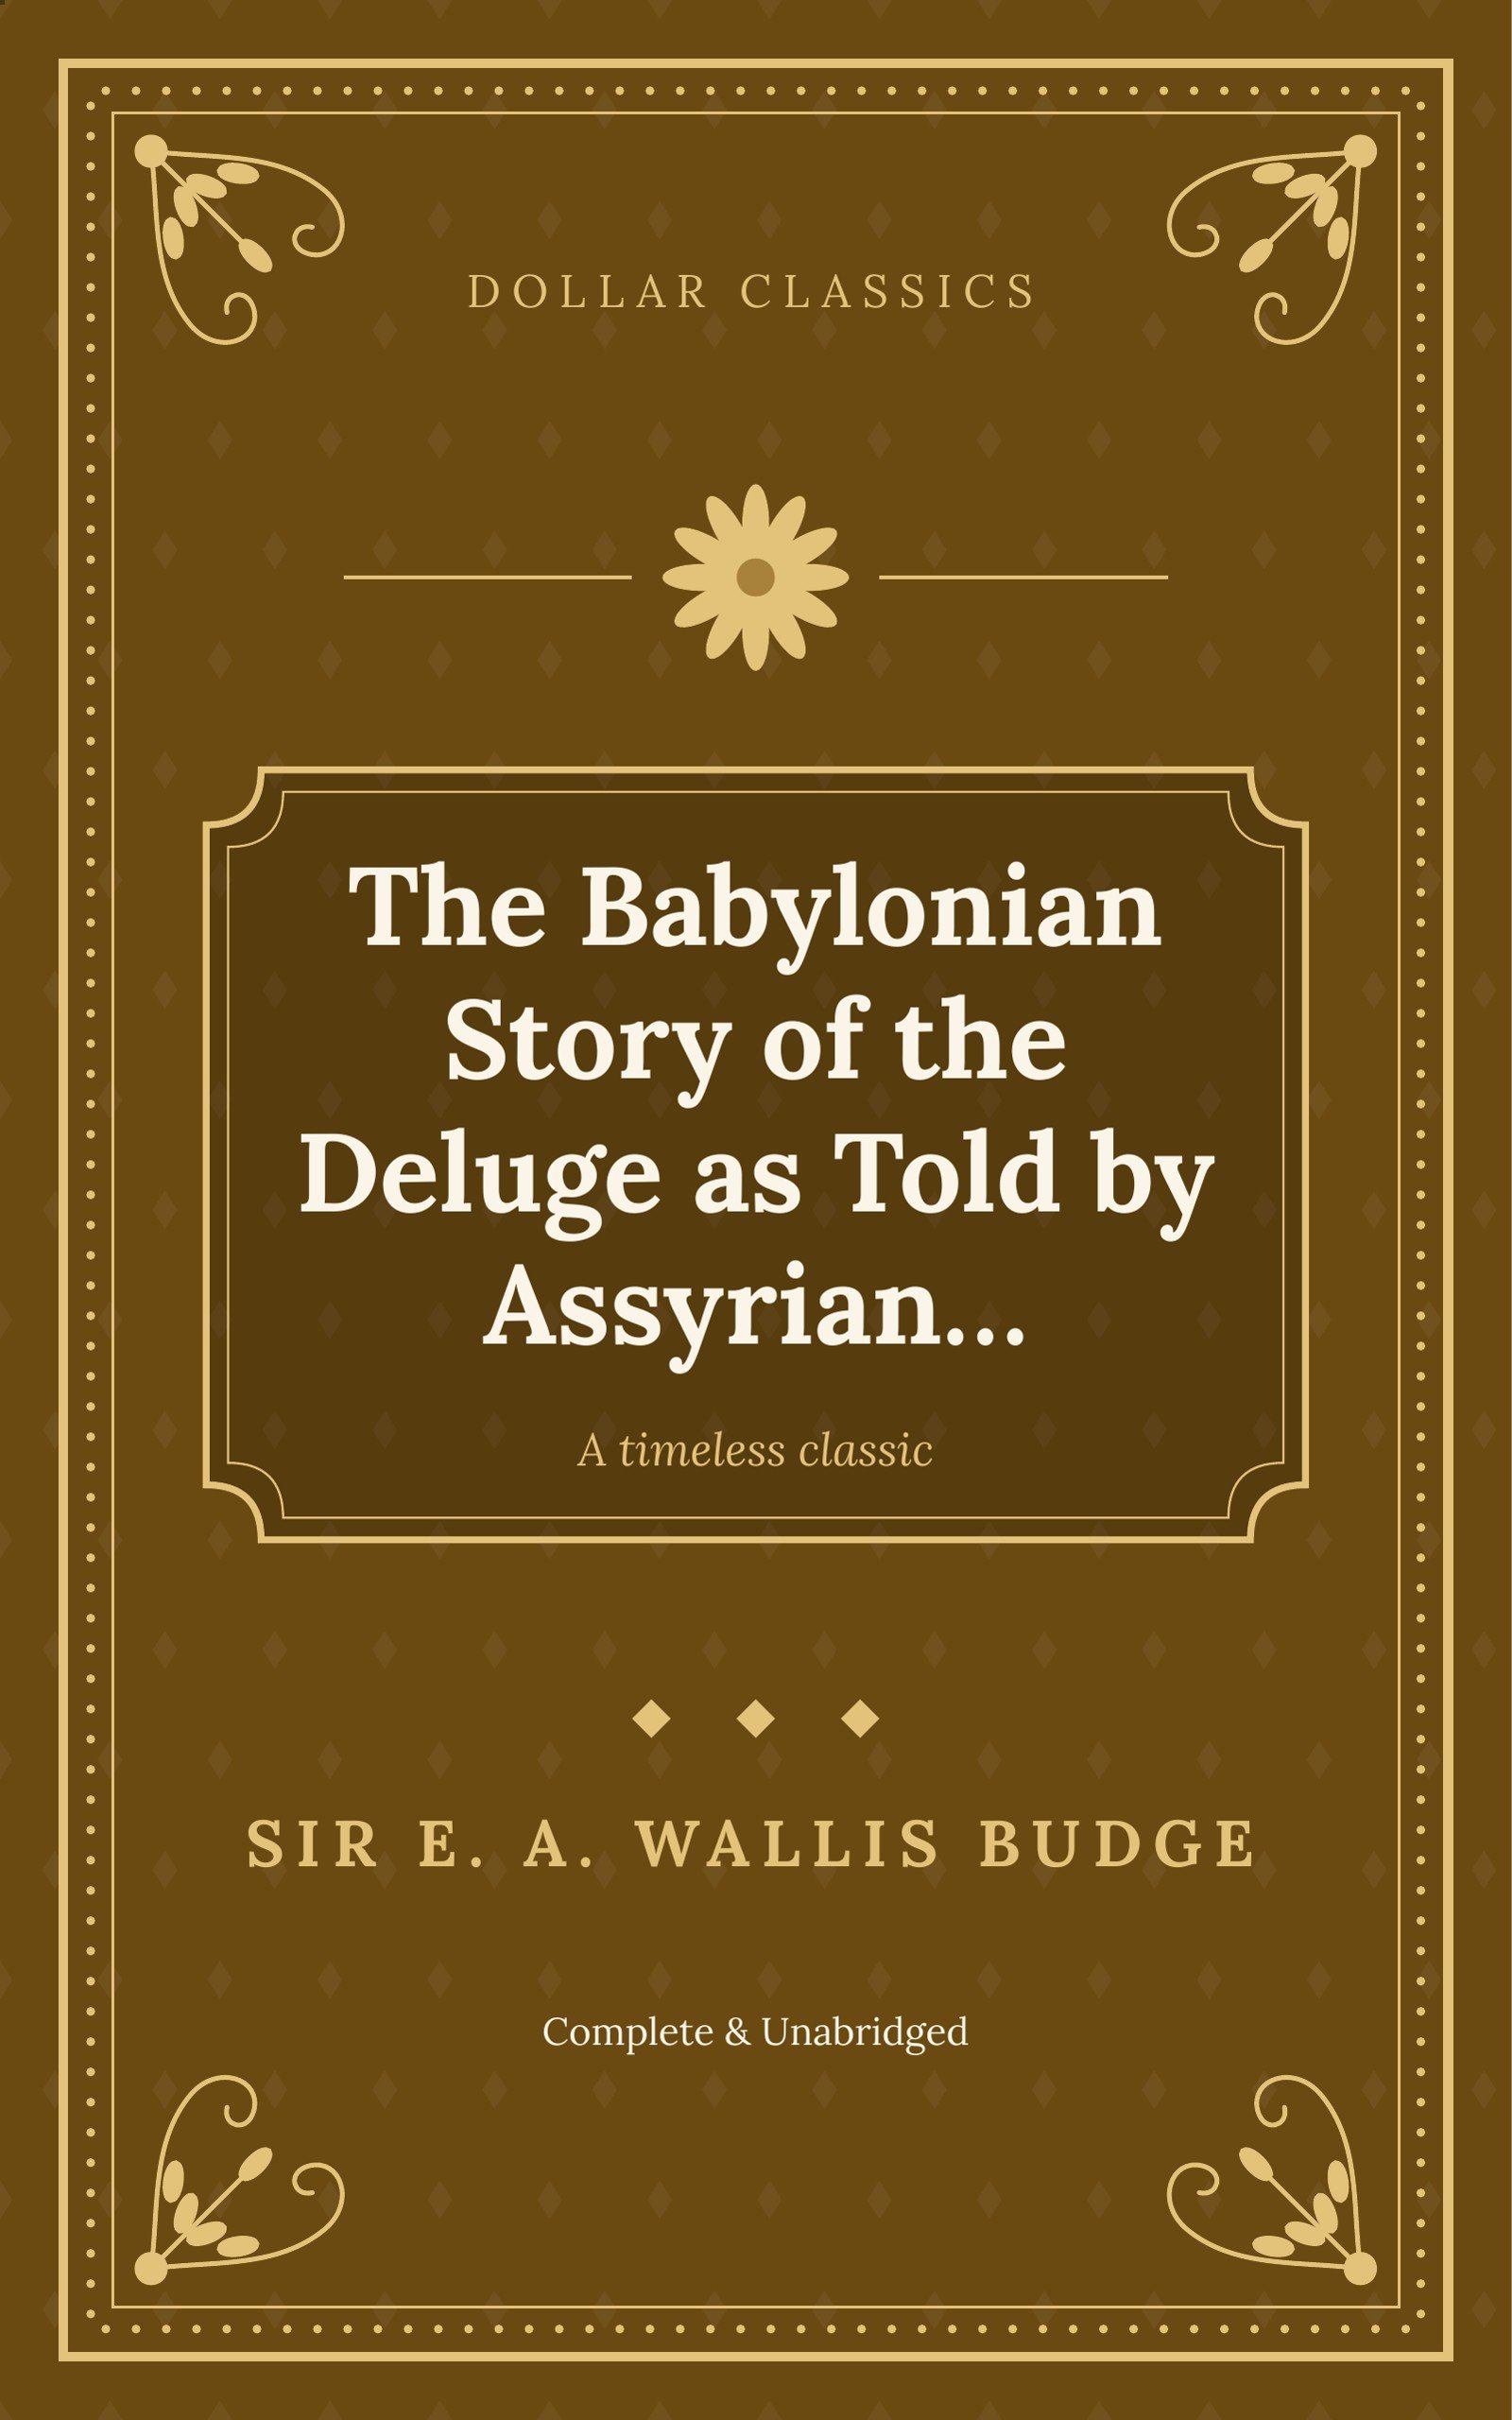 DOLLAR CLASSICS
The Babylonian
Story of the
Deluge as Told by
Assyrian...
A timeless classic
SIR E. A. WALLIS BUDGE
Complete & Unabridged